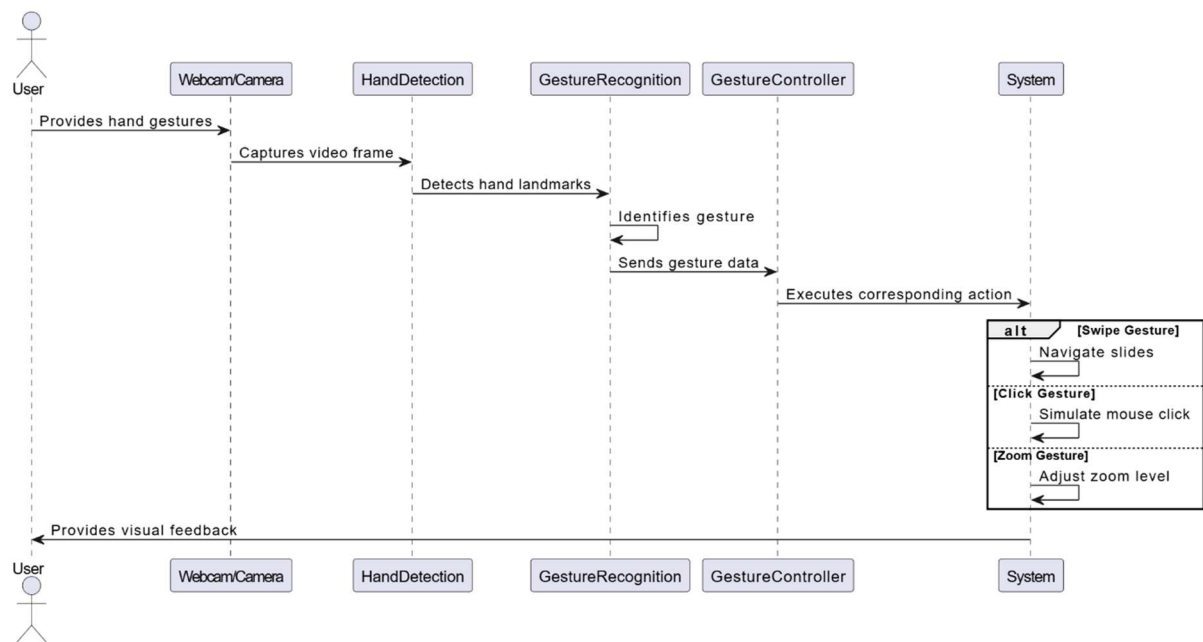 User
Webcam/Camera
HandDetection
GestureRecognition
GestureController
System
Provides hand gestures
Captures video frame
Detects hand landmarks
Identifies gesture
Sends gesture data
Executes corresponding action
alt
[Swipe Gesture]
Navigate slides
[Click Gesture]
Simulate mouse click
[Zoom Gesture]
Adjust zoom level
Provides visual feedback
User
Webcam/Camera
HandDetection
GestureRecognition
GestureController
System